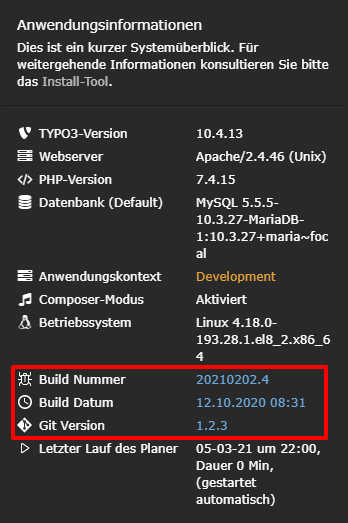 Anwendungsinformationen
Dies ist ein kurzer Systemüberblick. Für
weitergehende Informationen konsultieren Sie bitte
das Install-Tool.
TYPO3-Version 10.4.13
Webserver Apache/2.4.46 (Unix)
PHP-Version 7.4.15
Datenbank (Default) MySQL 5.5.5-
10.3.27-MariaDB-
1:10.3.27+maria~foc
al
Anwendungskontext Development
Composer-Modus Aktiviert
Betriebssystem Linux 4.18.0-
193.28.1.el8_2.x86_6
4
Build Nummer 20210202.4
Build Datum 12.10.2020 08:31
Git Version 1.2.3
Letzter Lauf des Planer 05-03-21 um 22:00,
Dauer 0 Min,
(gestartet
automatisch)